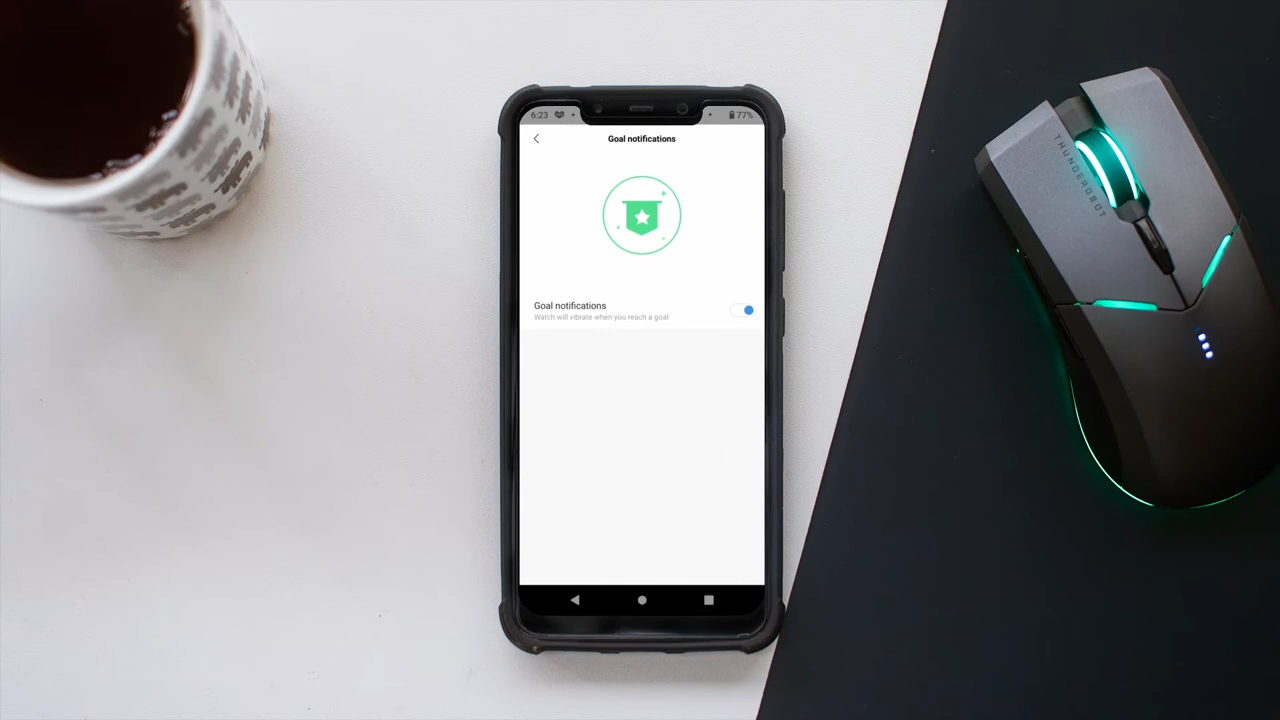 6:23
77%
Goal notifications
Goal notifications
Watch will vibrate when you reach a goal
THUNDEROBOT